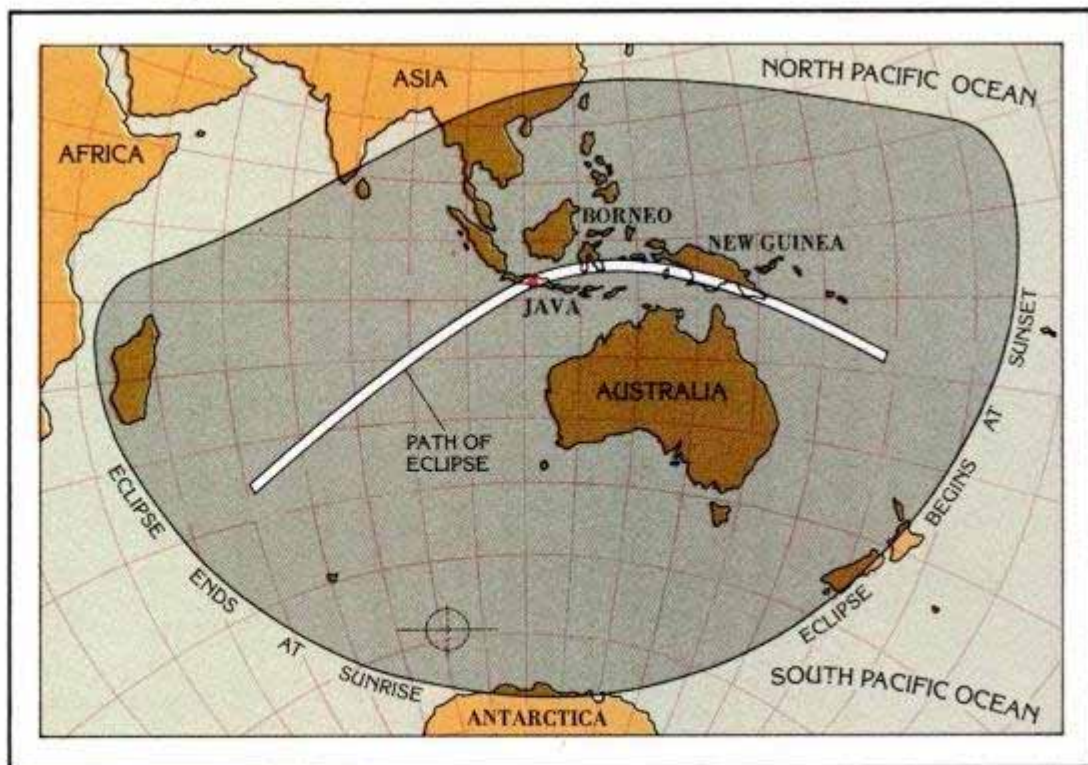 NORTH PACIFIC OCEAN
ASIA
AFRICA
BORNEO
NEW GUINEA
JAVA
AUSTRALIA
PATH OF
ECLIPSE
ECLIPSE ENDS AT SUNRISE
ECLIPSE BEGINS AT SUNSET
SOUTH PACIFIC OCEAN
ANTARCTICA